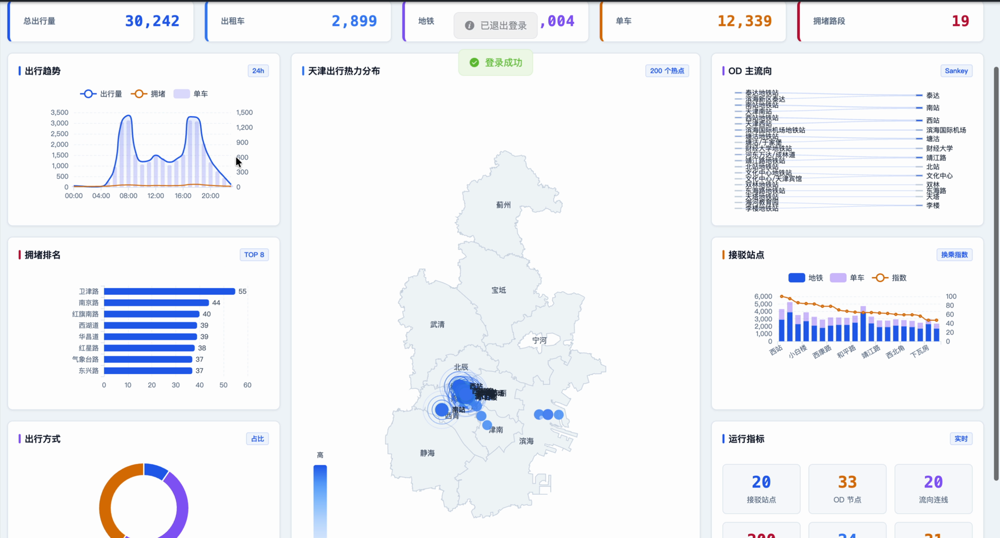 总出行量
30,242
出租车
2,899
地铁
,004
单车
12,339
拥堵路段
19
已退出登录
登录成功
出行趋势
24h
出行量
拥堵
单车
3,500
3,000
2,500
2,000
1,500
1,000
500
0
1,500
1,200
900
600
300
0
00:00
04:00
08:00
12:00
16:00
20:00
拥堵排名
TOP 8
卫津路
55
南京路
44
红旗南路
40
西湖道
39
华昌道
39
红星路
38
气象台路
37
东兴路
37
0
10
20
30
40
50
60
出行方式
占比
天津出行热力分布
200 个热点
蓟州
宝坻
武清
宁河
北辰
西站
南站
西青
津南
滨海
静海
高
OD 主流向
Sankey
泰达地铁站
滨海新区泰达
南站地铁站
天津南站
西站地铁站
天津西站
滨海国际机场地铁站
塘沽地铁站
塘沽/于家堡
财经大学地铁站
河东万达/成林道
靖江路地铁站
北站地铁站
文化中心地铁站
文化中心/天津宾馆
双林地铁站
东海路地铁站
天塔地铁站
海河教育园
李楼地铁站
泰达
南站
西站
滨海国际机场
塘沽
财经大学
靖江路
北站
文化中心
双林
东海路
天塔
李楼
接驳站点
换乘指数
地铁
单车
指数
6,000
5,000
4,000
3,000
2,000
1,000
0
100
80
60
40
20
0
西站
小白楼
西康路
和平路
靖江路
西北角
下瓦房
运行指标
实时
20
接驳站点
33
OD 节点
20
流向连线
200
24
31